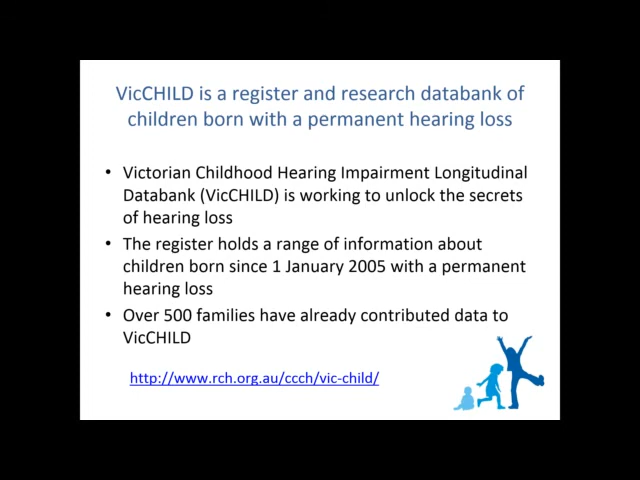 VicCHILD is a register and research databank of
children born with a permanent hearing loss
• Victorian Childhood Hearing Impairment Longitudinal
Databank (VicCHILD) is working to unlock the secrets
of hearing loss
• The register holds a range of information about
children born since 1 January 2005 with a permanent
hearing loss
• Over 500 families have already contributed data to
VicCHILD
http://www.rch.org.au/ccch/vic-child/